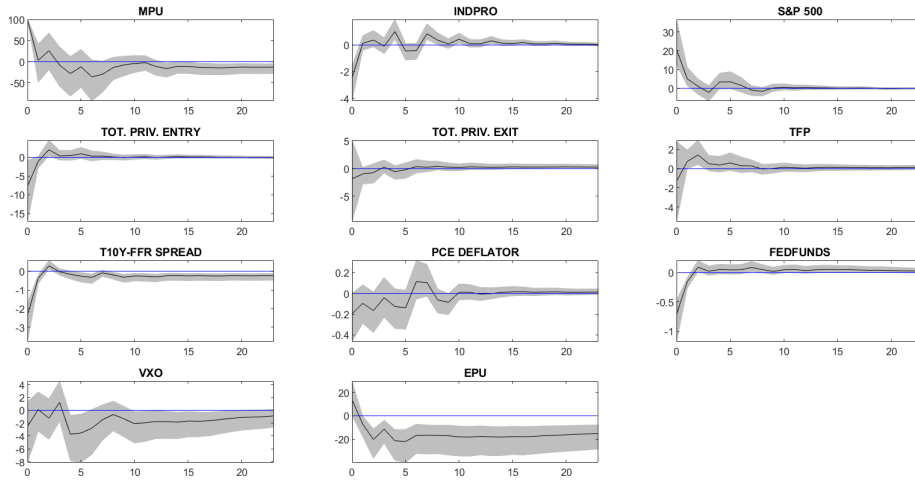 MPU
INDPRO
S&P 500
100
50
0
-50
0 5 10 15 20
0
-2
-4
0 5 10 15 20
30
20
10
0
0 5 10 15 20
TOT. PRIV. ENTRY
TOT. PRIV. EXIT
TFP
0
-5
-10
-15
0 5 10 15 20
5
0
-5
0 5 10 15 20
2
0
-2
-4
0 5 10 15 20
T10Y-FFR SPREAD
PCE DEFLATOR
FEDFUNDS
0
-1
-2
-3
0 5 10 15 20
0.2
0
-0.2
-0.4
0 5 10 15 20
0
-0.5
-1
0 5 10 15 20
VXO
EPU
4
2
0
-2
-4
-6
-8
0 5 10 15 20
20
0
-20
0 5 10 15 20